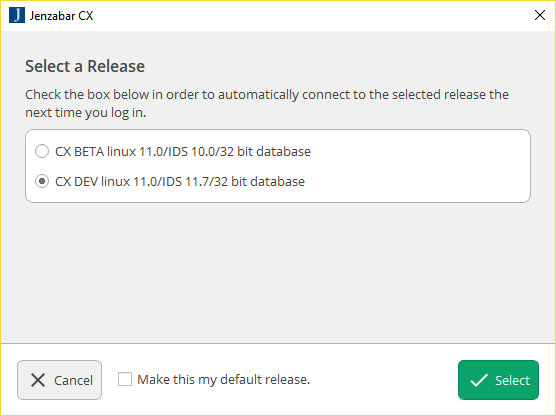 Jenzabar CX
Select a Release
Check the box below in order to automatically connect to the selected release the
next time you log in.
CX BETA linux 11.0/IDS 10.0/32 bit database
CX DEV linux 11.0/IDS 11.7/32 bit database
Cancel
Make this my default release.
Select